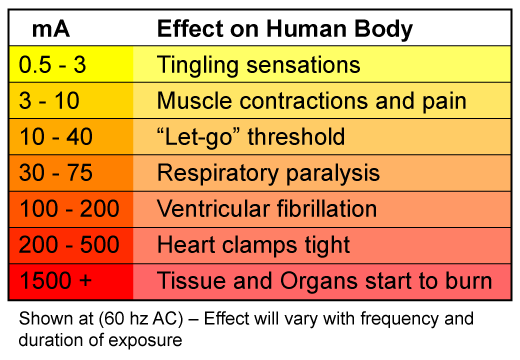 mA Effect on Human Body
0.5 - 3 Tingling sensations
3 - 10 Muscle contractions and pain
10 - 40 “Let-go” threshold
30 - 75 Respiratory paralysis
100 - 200 Ventricular fibrillation
200 - 500 Heart clamps tight
1500 + Tissue and Organs start to burn
Shown at (60 hz AC) – Effect will vary with frequency and
duration of exposure